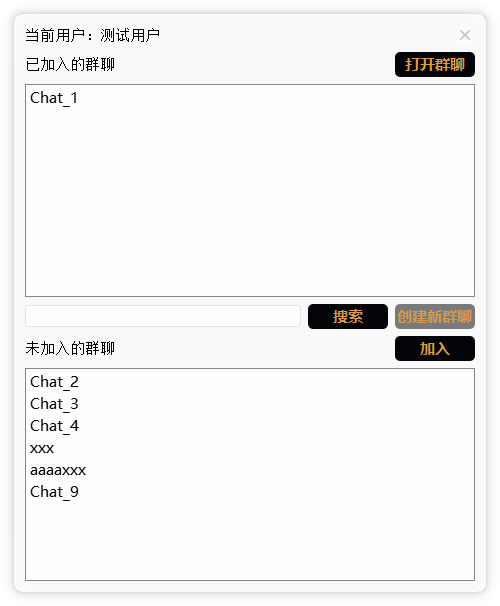 当前用户：测试用户
已加入的群聊
打开群聊
Chat_1
搜索
创建新群聊
未加入的群聊
加入
Chat_2
Chat_3
Chat_4
xxx
aaaaxxx
Chat_9